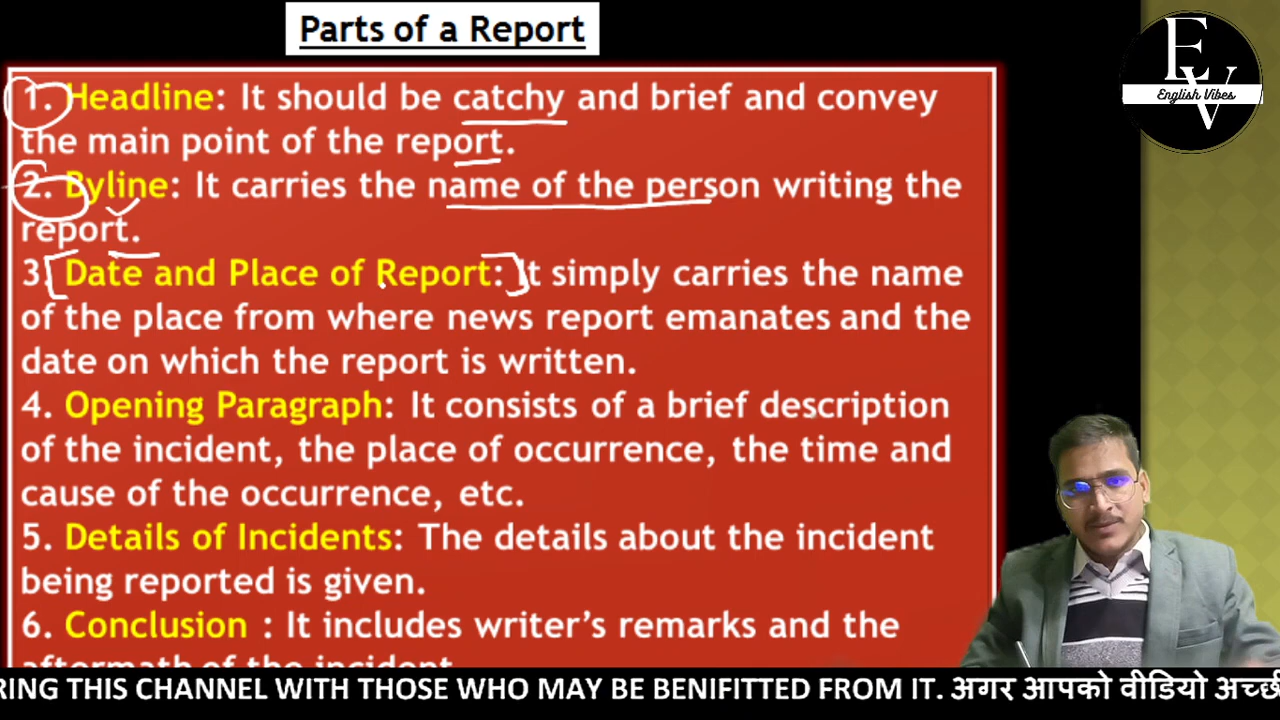 Parts of a Report
1. Headline: It should be catchy and brief and convey
the main point of the report.
2. Byline: It carries the name of the person writing the
report.
3. Date and Place of Report: It simply carries the name
of the place from where news report emanates and the
date on which the report is written.
4. Opening Paragraph: It consists of a brief description
of the incident, the place of occurrence, the time and
cause of the occurrence, etc.
5. Details of Incidents: The details about the incident
being reported is given.
6. Conclusion : It includes writer's remarks and the
aftermath of the incident
E
V
English Vibes
RING THIS CHANNEL WITH THOSE WHO MAY BE BENIFITTED FROM IT. अगर आपको वीडियो